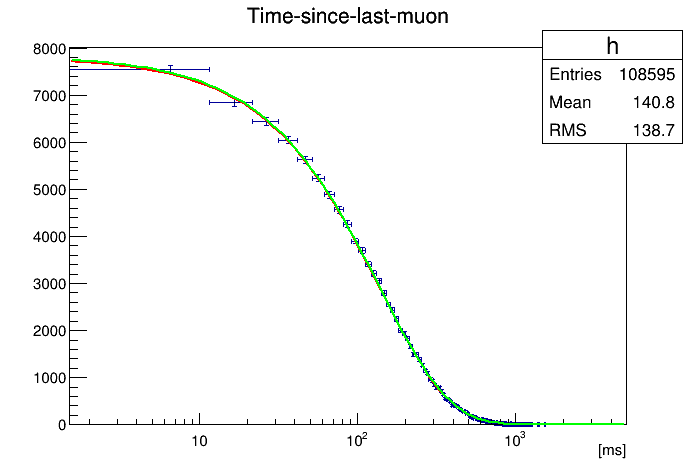 Time-since-last-muon
h
Entries 108595
Mean 140.8
RMS 138.7
8000
7000
6000
5000
4000
3000
2000
1000
0
10 10² 10³
[ms]